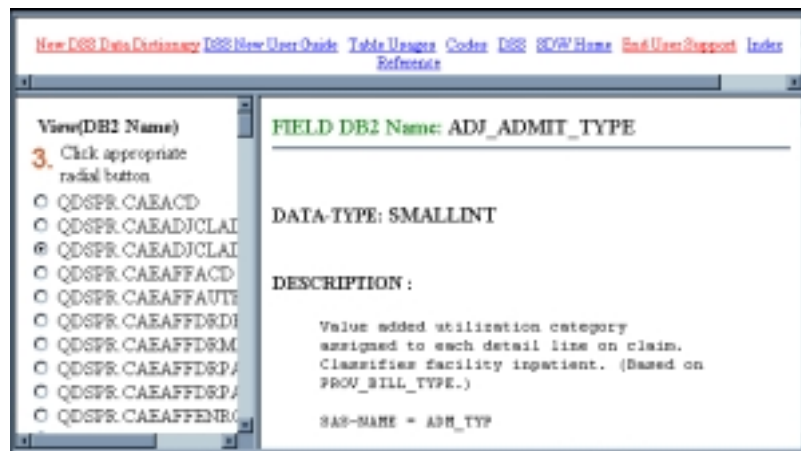 New DSS Data Dictionary DSS New User Guide Table Usages Codes DSS SDW Home End User Support Index
Reference
View(DB2 Name)
3. Click appropriate
radial button
QDSPR.CAEACD
QDSPR.CAEADJCLAI
QDSPR.CAEADJCLAI
QDSPR.CAEAFFACD
QDSPR.CAEAFFAUTH
QDSPR.CAEAFFDRDE
QDSPR.CAEAFFDRM
QDSPR.CAEAFFDRPA
QDSPR.CAEAFFDRPA
QDSPR.CAEAFFENRO
FIELD DB2 Name: ADJ_ADMIT_TYPE
DATA-TYPE: SMALLINT
DESCRIPTION :
Value added utilization category
assigned to each detail line on claim.
Classifies facility inpatient. (Based on
PROV_BILL_TYPE.)
SAS-NAME = ADM_TYP